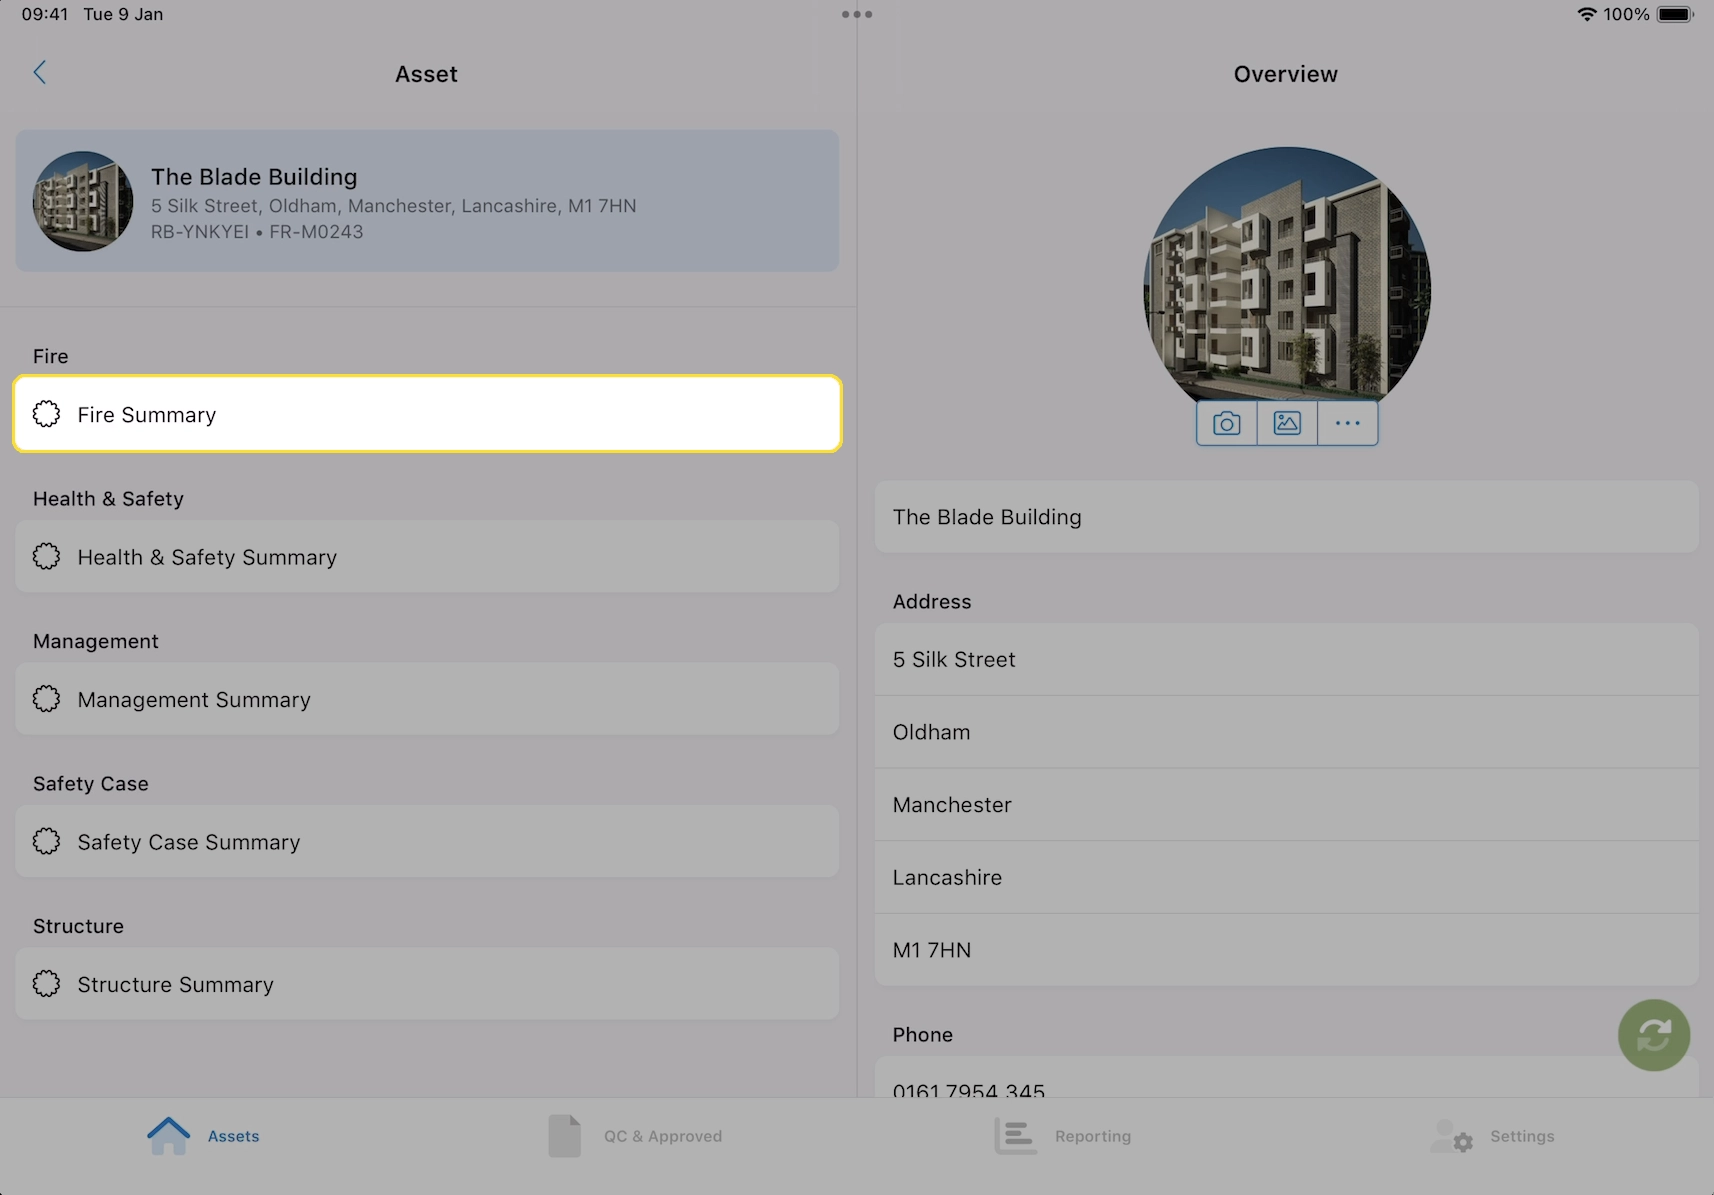 09:41 Tue 9 Jan
100%
Asset
The Blade Building
5 Silk Street, Oldham, Manchester, Lancashire, M1 7HN
RB-YNKYEI • FR-M0243
Fire
Fire Summary
Health & Safety
Health & Safety Summary
Management
Management Summary
Safety Case
Safety Case Summary
Structure
Structure Summary
Overview
The Blade Building
Address
5 Silk Street
Oldham
Manchester
Lancashire
M1 7HN
Phone
0161 7954 345
Assets
QC & Approved
Reporting
Settings